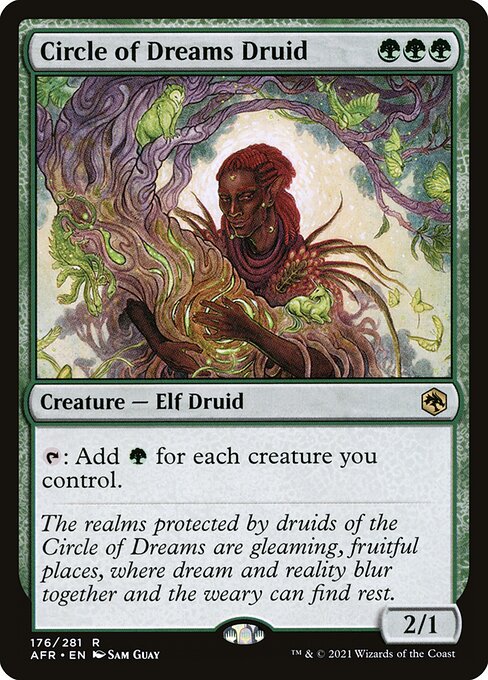 Circle of Dreams Druid
Creature — Elf Druid
: Add for each creature you
control.
The realms protected by druids of the
Circle of Dreams are gleaming, fruitful
places, where dream and reality blur
together and the weary can find rest.
2/1
176/281 R
AFR • EN Sam Guay
™ & © 2021 Wizards of the Coast